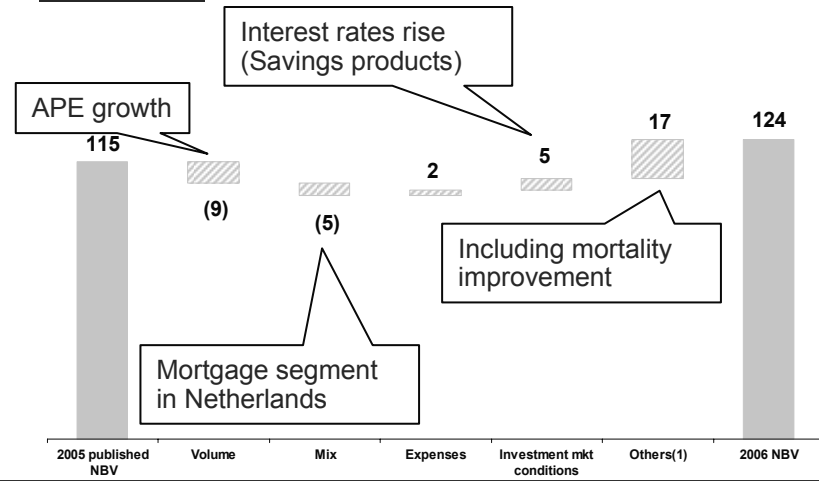 Interest rates rise
(Savings products)
APE growth
115
(9)
(5)
2
5
17
124
Including mortality
improvement
Mortgage segment
in Netherlands
2005 published
NBV
Volume
Mix
Expenses
Investment mkt
conditions
Others(1)
2006 NBV